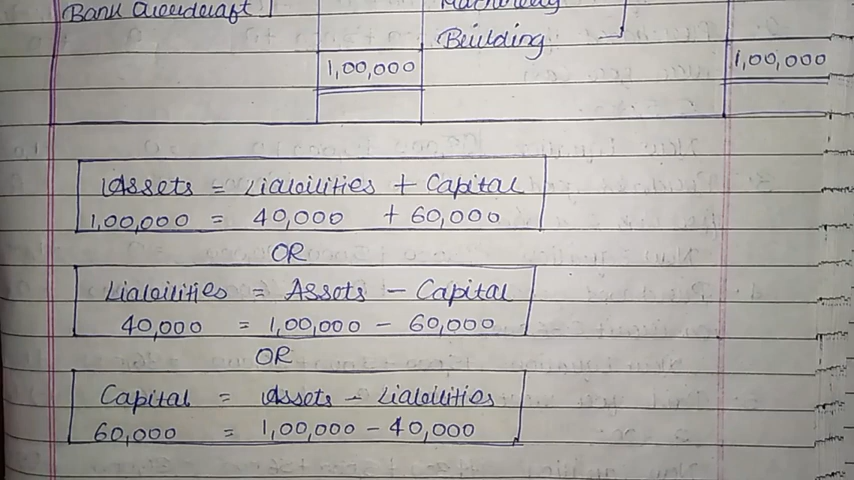 Bank Overdraft
Machinery
Building
1,00,000 1,00,000
Assets = Liabilities + Capital
1,00,000 = 40,000 + 60,000
OR
Liabilities = Assets - Capital
40,000 = 1,00,000 - 60,000
OR
Capital = Assets - Liabilities
60,000 = 1,00,000 - 40,000